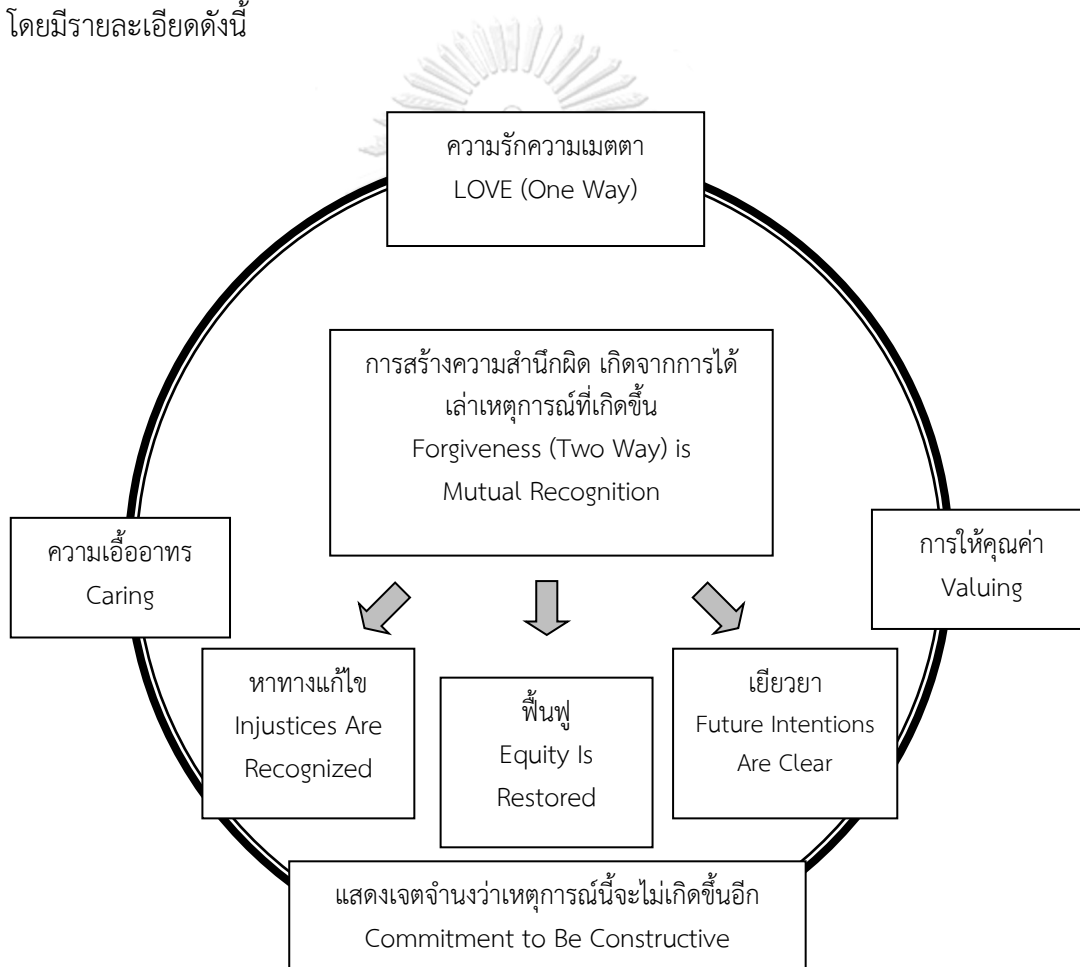 โดยมีรายละเอียดดังนี้
ความรักความเมตตา
LOVE (One Way)
การสร้างความสำนึกผิด เกิดจากการได้
เล่าเหตุการณ์ที่เกิดขึ้น
Forgiveness (Two Way) is
Mutual Recognition
ความเอื้ออาทร
Caring
การให้คุณค่า
Valuing
หาทางแก้ไข
Injustices Are
Recognized
ฟื้นฟู
Equity Is
Restored
เยียวยา
Future Intentions
Are Clear
แสดงเจตจำนงว่าเหตุการณ์นี้จะไม่เกิดขึ้นอีก
Commitment to Be Constructive